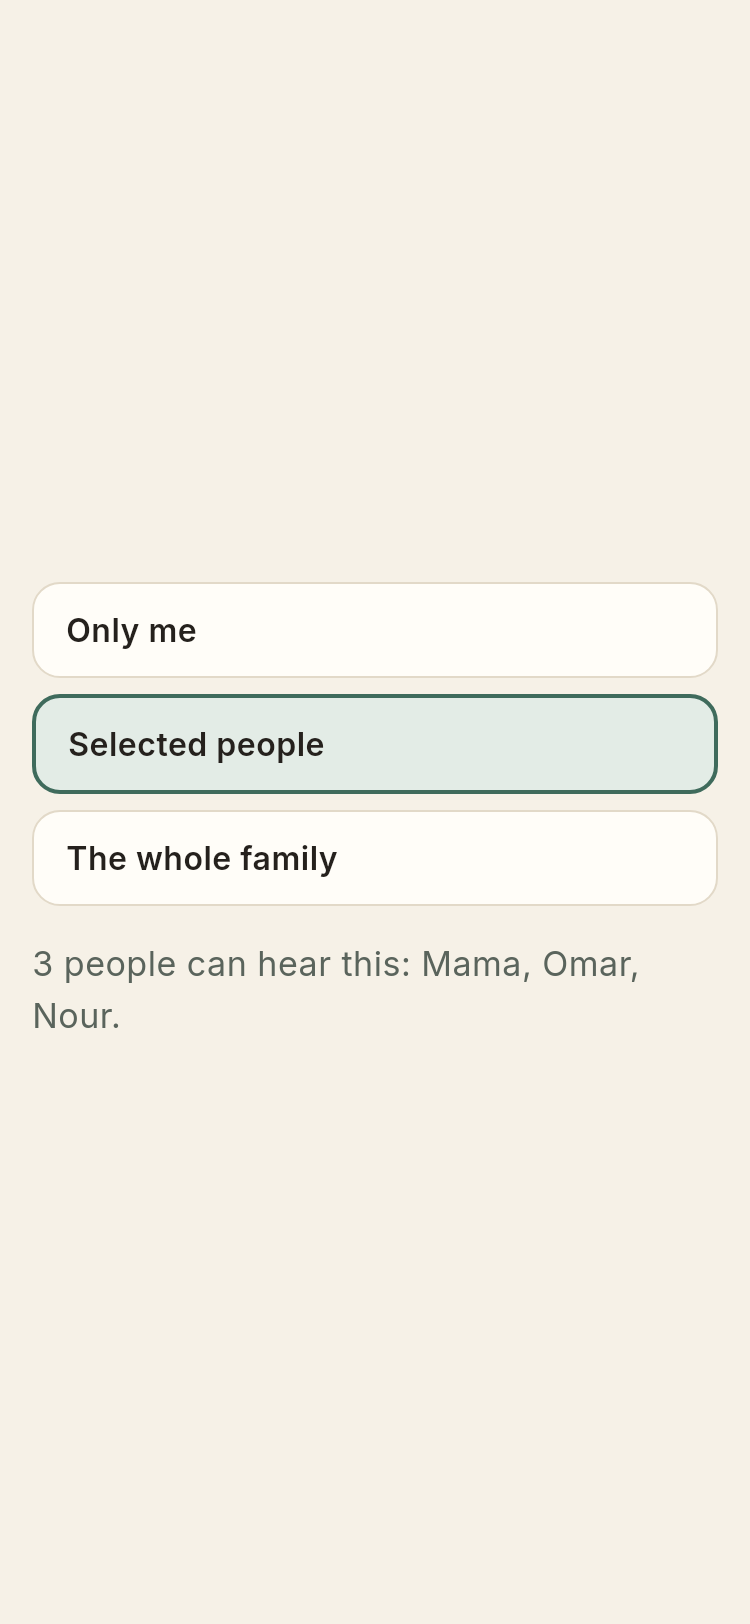 Only me
Selected people
The whole family
3 people can hear this: Mama, Omar,
Nour.